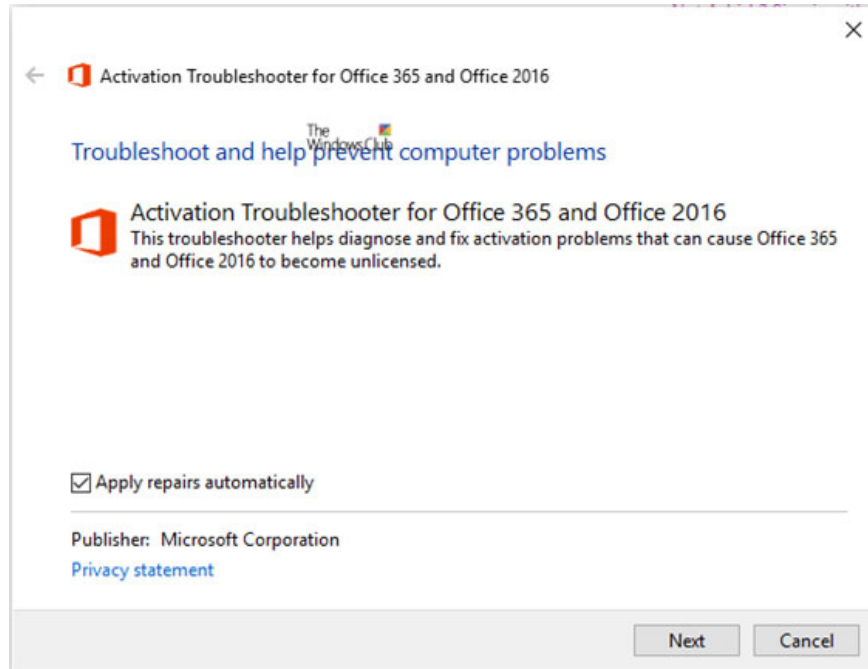 Activation Troubleshooter for Office 365 and Office 2016
The
WindowsClub
Troubleshoot and help prevent computer problems
Activation Troubleshooter for Office 365 and Office 2016
This troubleshooter helps diagnose and fix activation problems that can cause Office 365
and Office 2016 to become unlicensed.
Apply repairs automatically
Publisher: Microsoft Corporation
Privacy statement
Next
Cancel